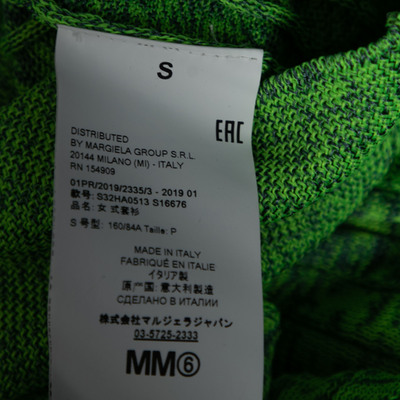 S
DISTRIBUTED
BY MARGIELA GROUP S.R.L.
20144 MILANO (MI) - ITALY
RN 154909
EAC
01PR/2019/2335/3 - 2019 01
款号: S32HA0513 S16676
品名: 女式套衫
S 号型: 160/84A Taille: P
MADE IN ITALY
FABRIQUÉ EN ITALIE
イタリア製
原产国: 意大利製造
СДЕЛАНО В ИТАЛИИ
株式会社マルジェラジャパン
03-5725-2333
MM⑥